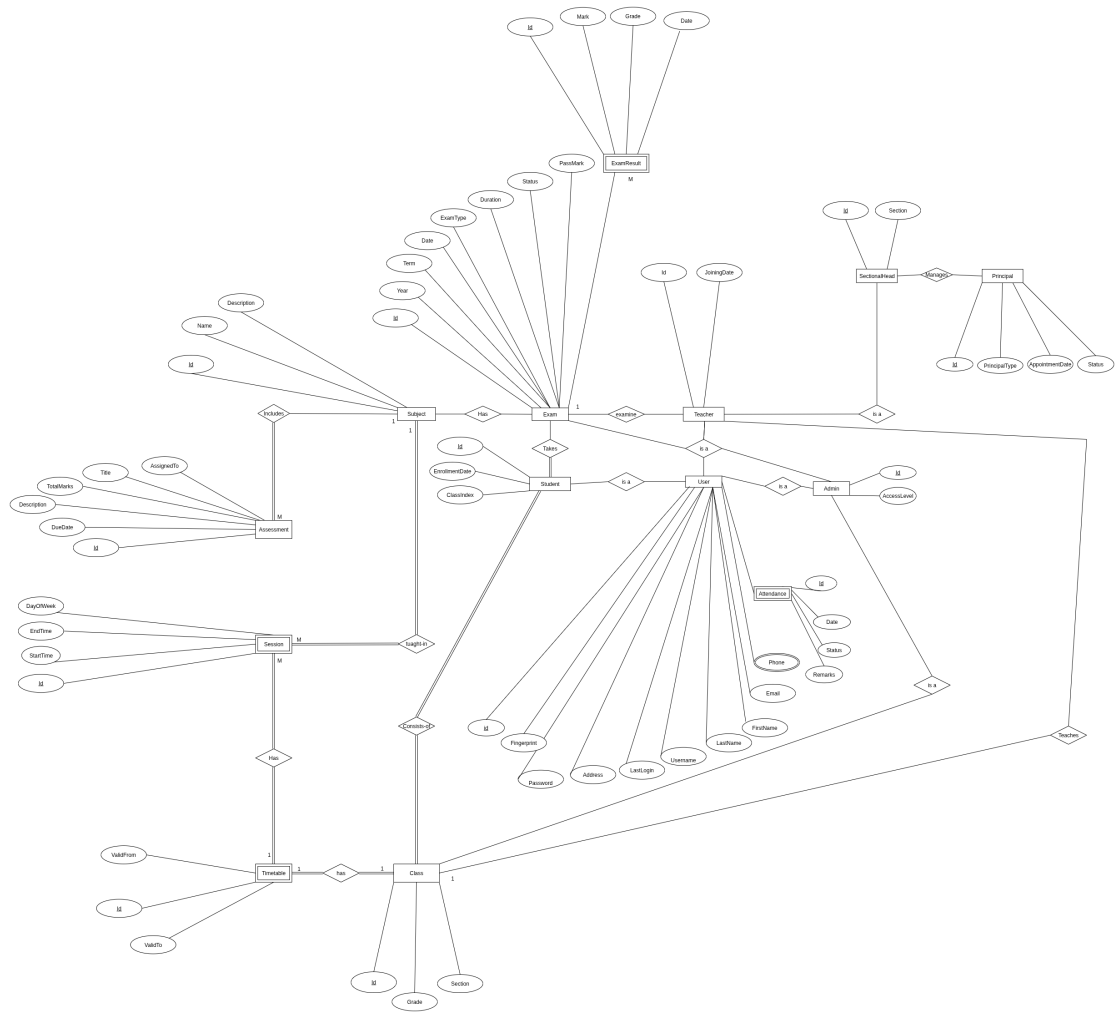 Id
Mark
Grade
Date
ExamResult
M
PassMark
Status
Duration
ExamType
Date
Term
Year
Id
Description
Name
Id
Id
JoiningDate
Id
Section
SectionalHead
Manages
Principal
Id
PrincipalType
AppointmentDate
Status
Includes
Subject
1
1
Has
Exam
1
examine
Teacher
is a
Takes
is a
Id
EnrollmentDate
ClassIndex
Student
is a
User
is a
Admin
Id
AccessLevel
AssignedTo
Title
TotalMarks
Description
DueDate
Id
M
Assessment
DayOfWeek
EndTime
StartTime
Id
Session
M
M
tuaght-in
Attendance
Id
Date
Status
Remarks
Phone
Email
FirstName
LastName
Username
LastLogin
Address
Password
Fingerprint
Id
is a
Teaches
Consists-of
Has
1
ValidFrom
Id
ValidTo
Timetable
1
has
1
Class
1
Id
Grade
Section